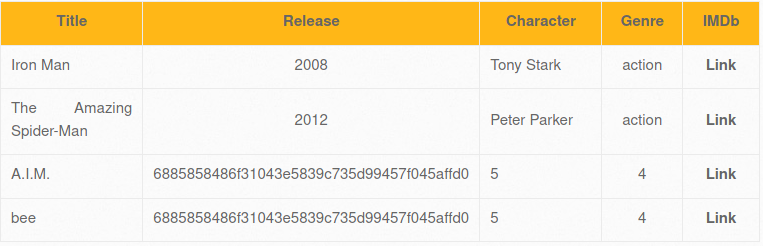 Title Release Character Genre IMDb
Iron Man 2008 Tony Stark action Link
The Amazing
Spider-Man 2012 Peter Parker action Link
A.I.M. 6885858486f31043e5839c735d99457f045affd0 5 4 Link
bee 6885858486f31043e5839c735d99457f045affd0 5 4 Link